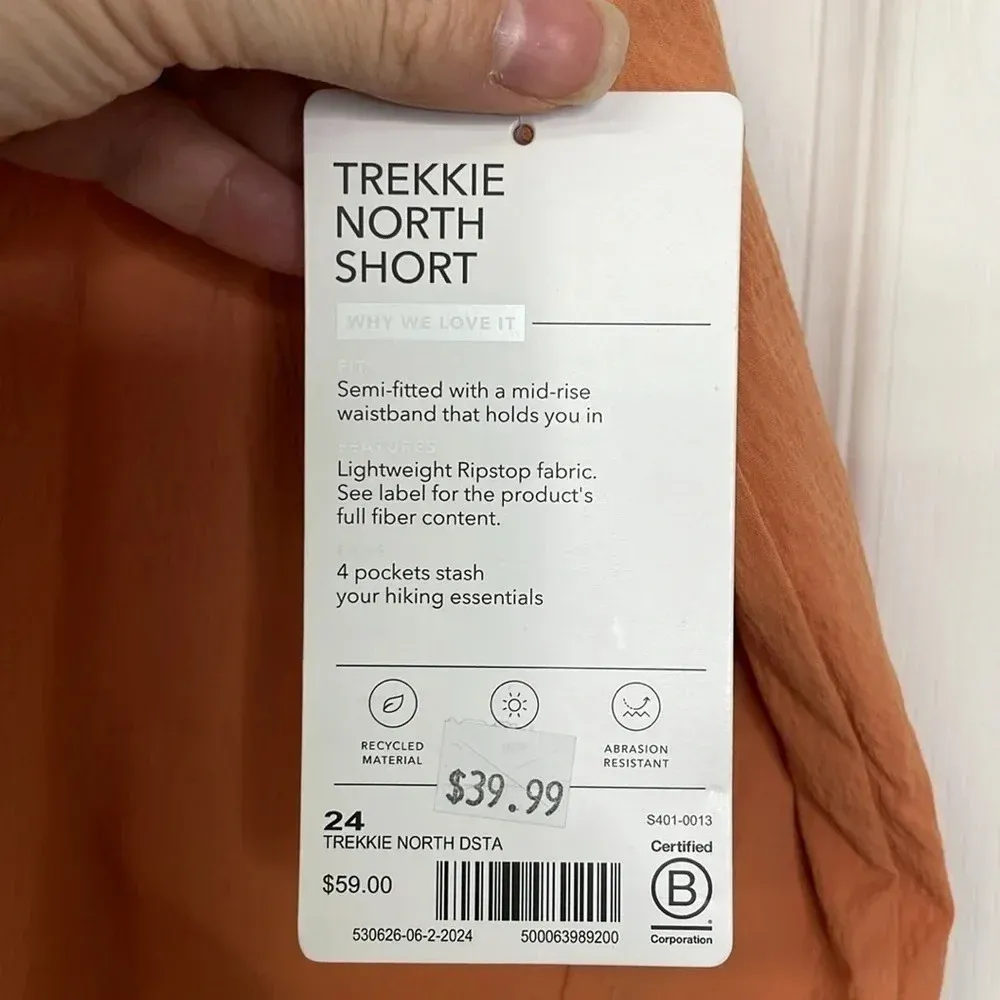 TREKKIE
NORTH
SHORT
WHY WE LOVE IT
FIT
Semi-fitted with a mid-rise
waistband that holds you in
FEATURES
Lightweight Ripstop fabric.
See label for the product's
full fiber content.
4 pockets stash
your hiking essentials
RECYCLED
MATERIAL
ABRASION
RESISTANT
$39.99
24
TREKKIE NORTH DSTA
S401-0013
$59.00
Certified
B
Corporation
530626-06-2-2024
500063989200